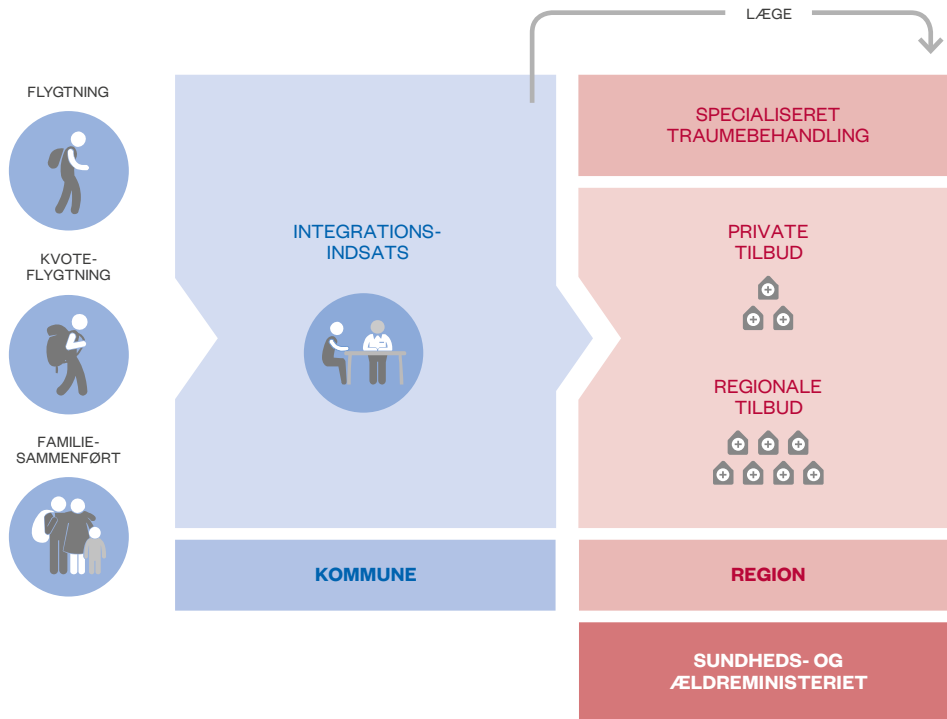 LÆGE
FLYGTNING
KVOTE-
FLYGTNING
FAMILIE-
SAMMENFØRT
INTEGRATIONS-
INDSATS
KOMMUNE
SPECIALISERET
TRAUMEBEHANDLING
PRIVATE
TILBUD
REGIONALE
TILBUD
REGION
SUNDHEDS- OG
ÆLDREMINISTERIET